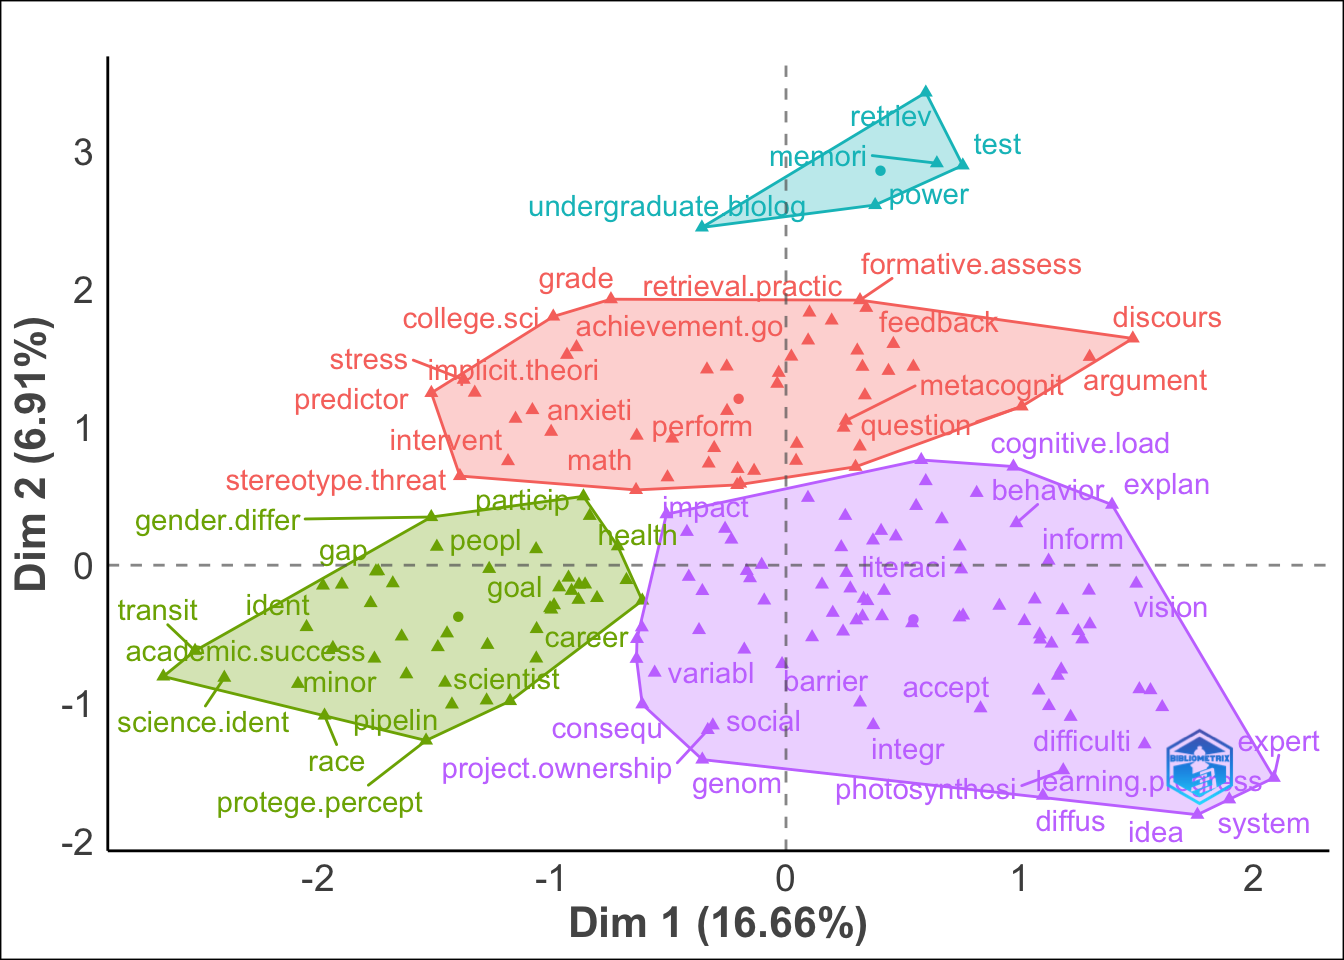 3
2
1
0
-1
-2
Dim 2 (6.91%)
retriev
test
memori
power
undergraduate.biolog
formative.assess
grade
retrieval.practic
college.sci
achievement.go
feedback
discours
stress
implicit.theori
argument
metacognit
predictor
anxieti
perform
question
intervent
cognitive.load
math
stereotype.threat
behavior
explan
particip
impact
gender.differ
health
inform
gap
peopl
literaci
goal
ident
vision
transit
career
academic.success
variabl
barrier
accept
minor
scientist
science.ident
pipelin
consequ
social
integr
difficulti
expert
BIBLIOMETRIX
race
project.ownership
genom
photosynthesi
learning.progress
protege.percept
diffus
idea
system
-2
-1
0
1
2
Dim 1 (16.66%)